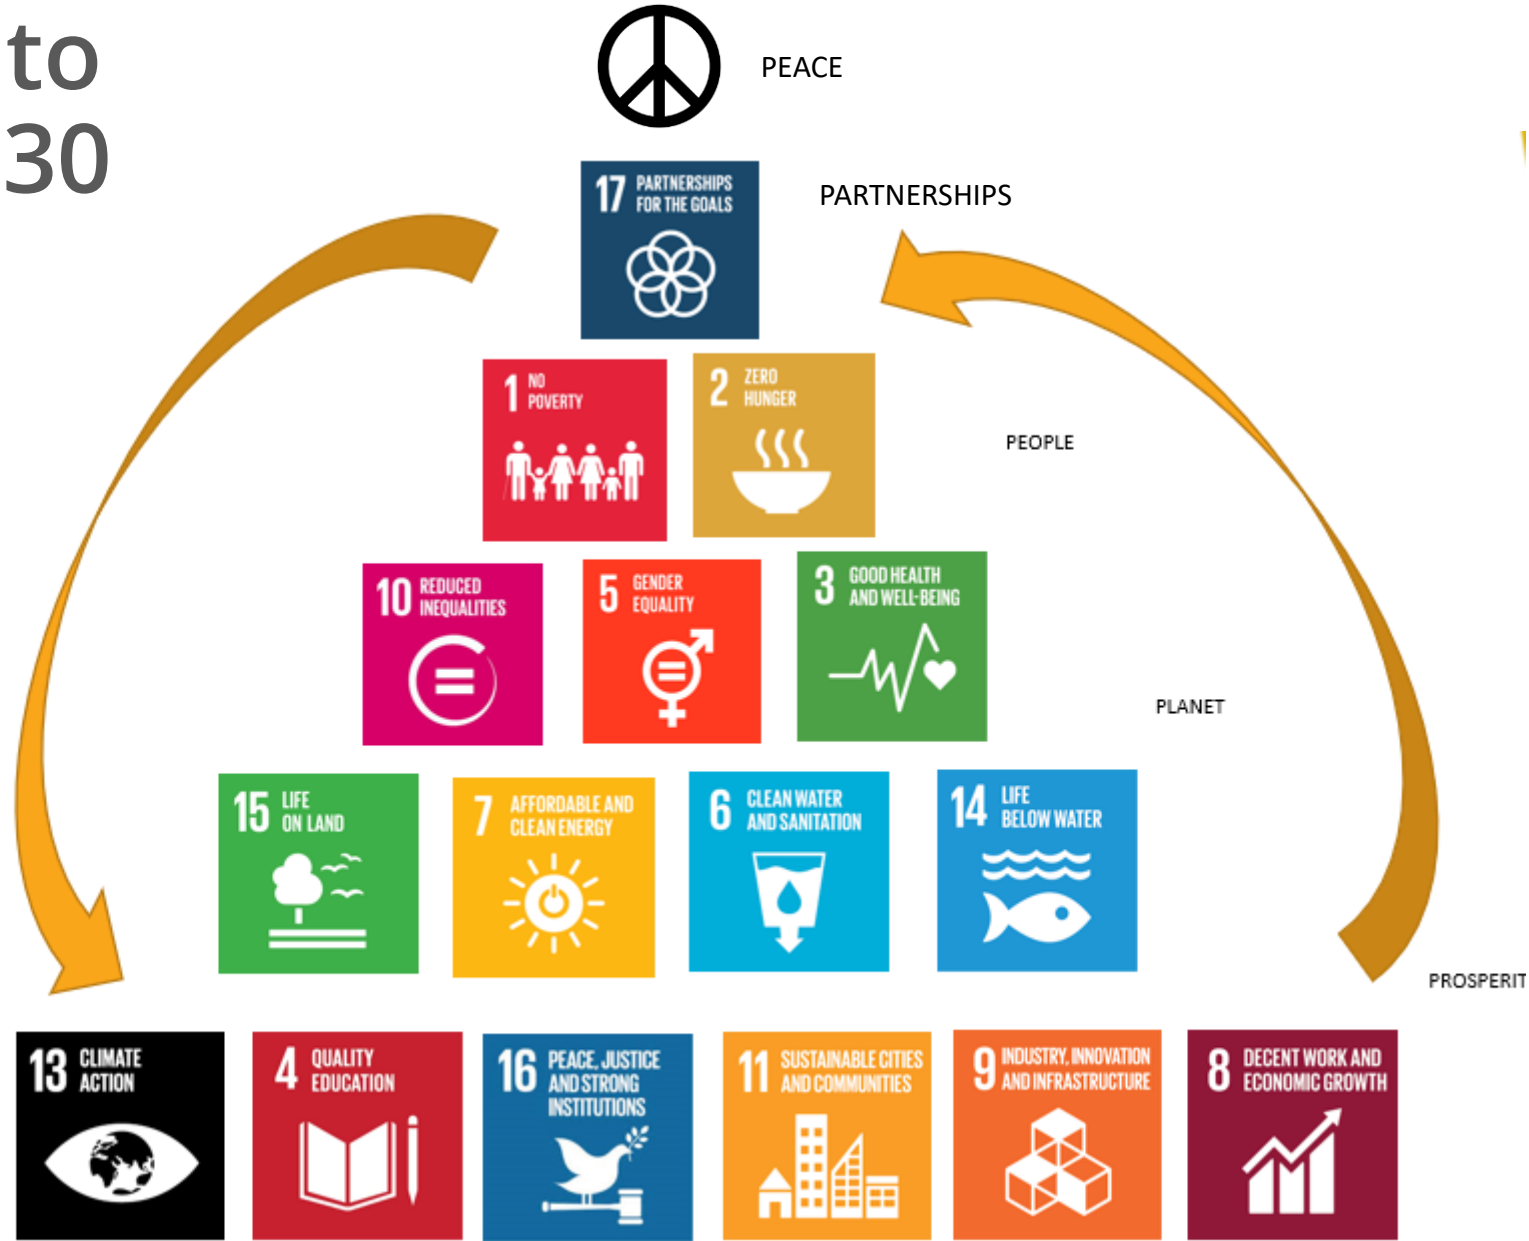 to
30
PEACE
17 PARTNERSHIPS
FOR THE GOALS
PARTNERSHIPS
1 NO
POVERTY
2 ZERO
HUNGER
PEOPLE
10 REDUCED
INEQUALITIES
5 GENDER
EQUALITY
3 GOOD HEALTH
AND WELL-BEING
PLANET
15 LIFE
ON LAND
7 AFFORDABLE AND
CLEAN ENERGY
6 CLEAN WATER
AND SANITATION
14 LIFE
BELOW WATER
PROSPERIT
13 CLIMATE
ACTION
4 QUALITY
EDUCATION
16 PEACE, JUSTICE
AND STRONG
INSTITUTIONS
11 SUSTAINABLE CITIES
AND COMMUNITIES
9 INDUSTRY, INNOVATION
AND INFRASTRUCTURE
8 DECENT WORK AND
ECONOMIC GROWTH